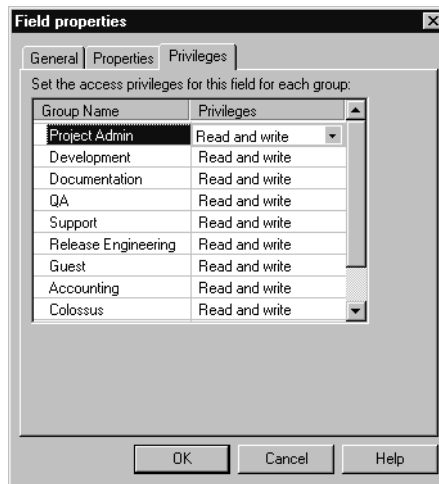 Field properties
General Properties Privileges
Set the access privileges for this field for each group:
Group Name Privileges
Project Admin Read and write
Development Read and write
Documentation Read and write
QA Read and write
Support Read and write
Release Engineering Read and write
Guest Read and write
Accounting Read and write
Colossus Read and write
OK Cancel Help